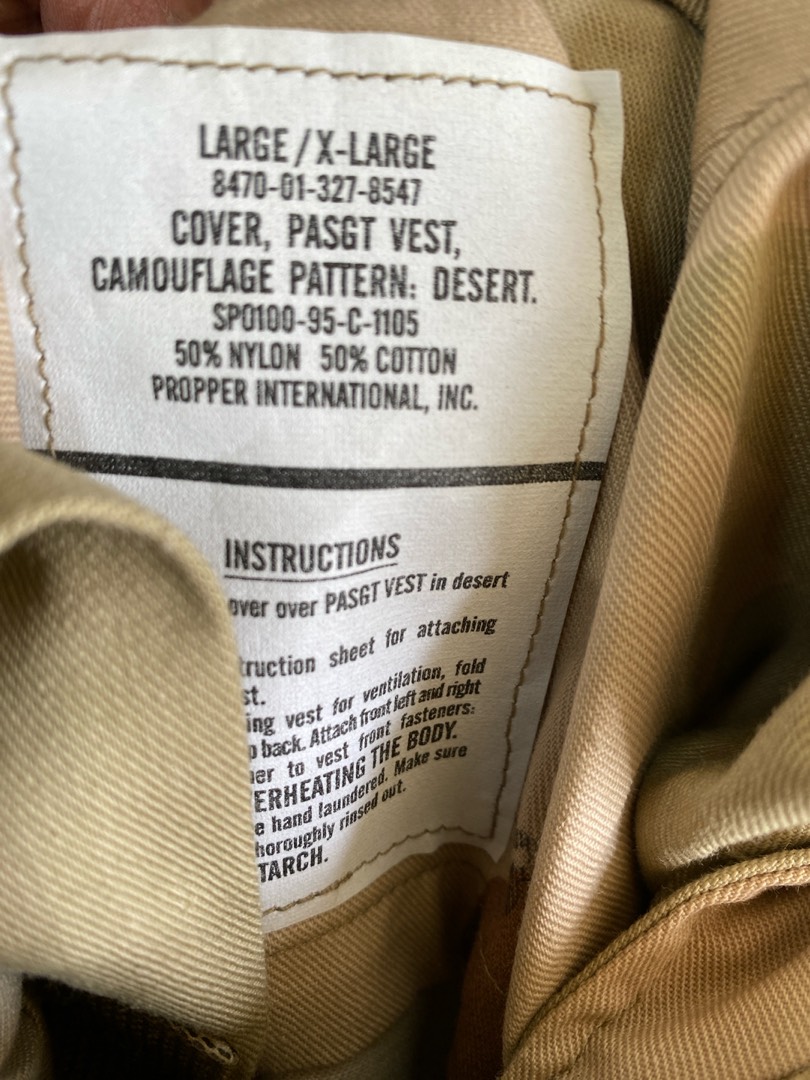 LARGE/X-LARGE
8470-01-327-8547
COVER, PASGT VEST,
CAMOUFLAGE PATTERN: DESERT.
SPO100-95-C-1105
50% NYLON 50% COTTON
PROPPER INTERNATIONAL, INC.
INSTRUCTIONS
over over PASGT VEST in desert
truction sheet for attaching
st.
ing vest for ventilation, fold
back. Attach front left and right
er to vest front fasteners:
ERHEATING THE BODY.
e hand laundered. Make sure
horoughly rinsed out.
TARCH.